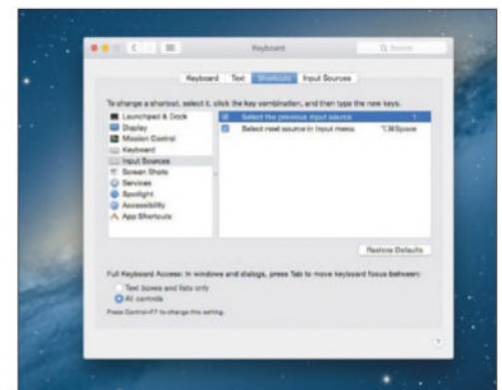 Keyboard
Search
Keyboard Text Shortcuts Input Sources
To change a shortcut, select it, click the key combination, and then type the new keys.
Launchpad & Dock
Display
Mission Control
Keyboard
Input Sources
Screen Shots
Services
Spotlight
Accessibility
App Shortcuts
Select the previous input source
Select next source in Input menu ⌥⌘Space
Restore Defaults
Full Keyboard Access: In windows and dialogs, press Tab to move keyboard focus between:
Text boxes and lists only
All controls
Press Control+F7 to change this setting.
?